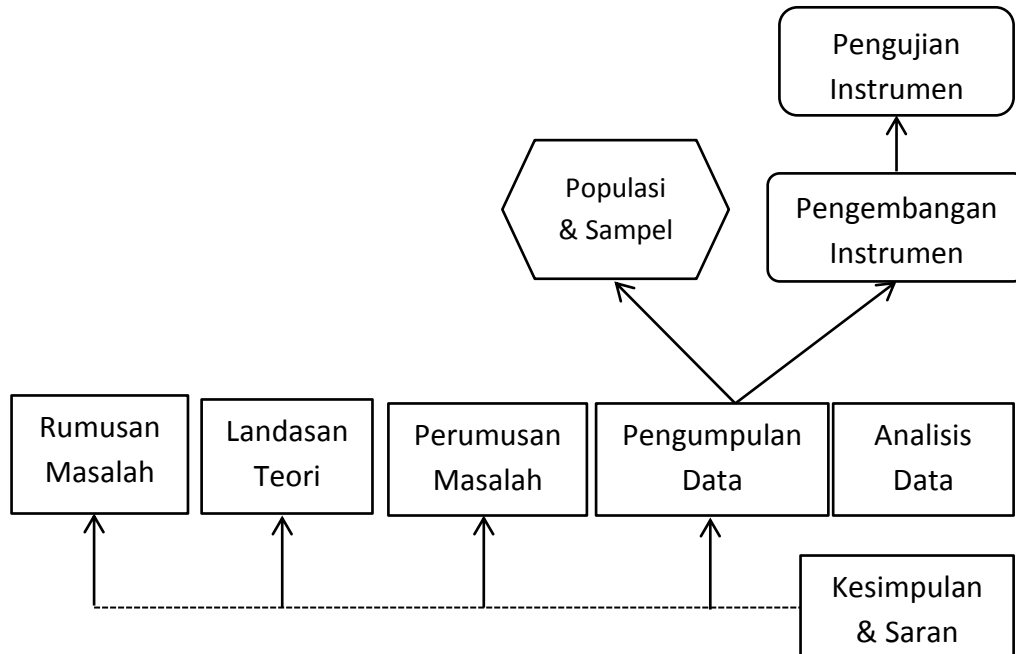 Pengujian
Instrumen
Populasi
& Sampel
Pengembangan
Instrumen
Rumusan
Masalah
Landasan
Teori
Perumusan
Masalah
Pengumpulan
Data
Analisis
Data
Kesimpulan
& Saran